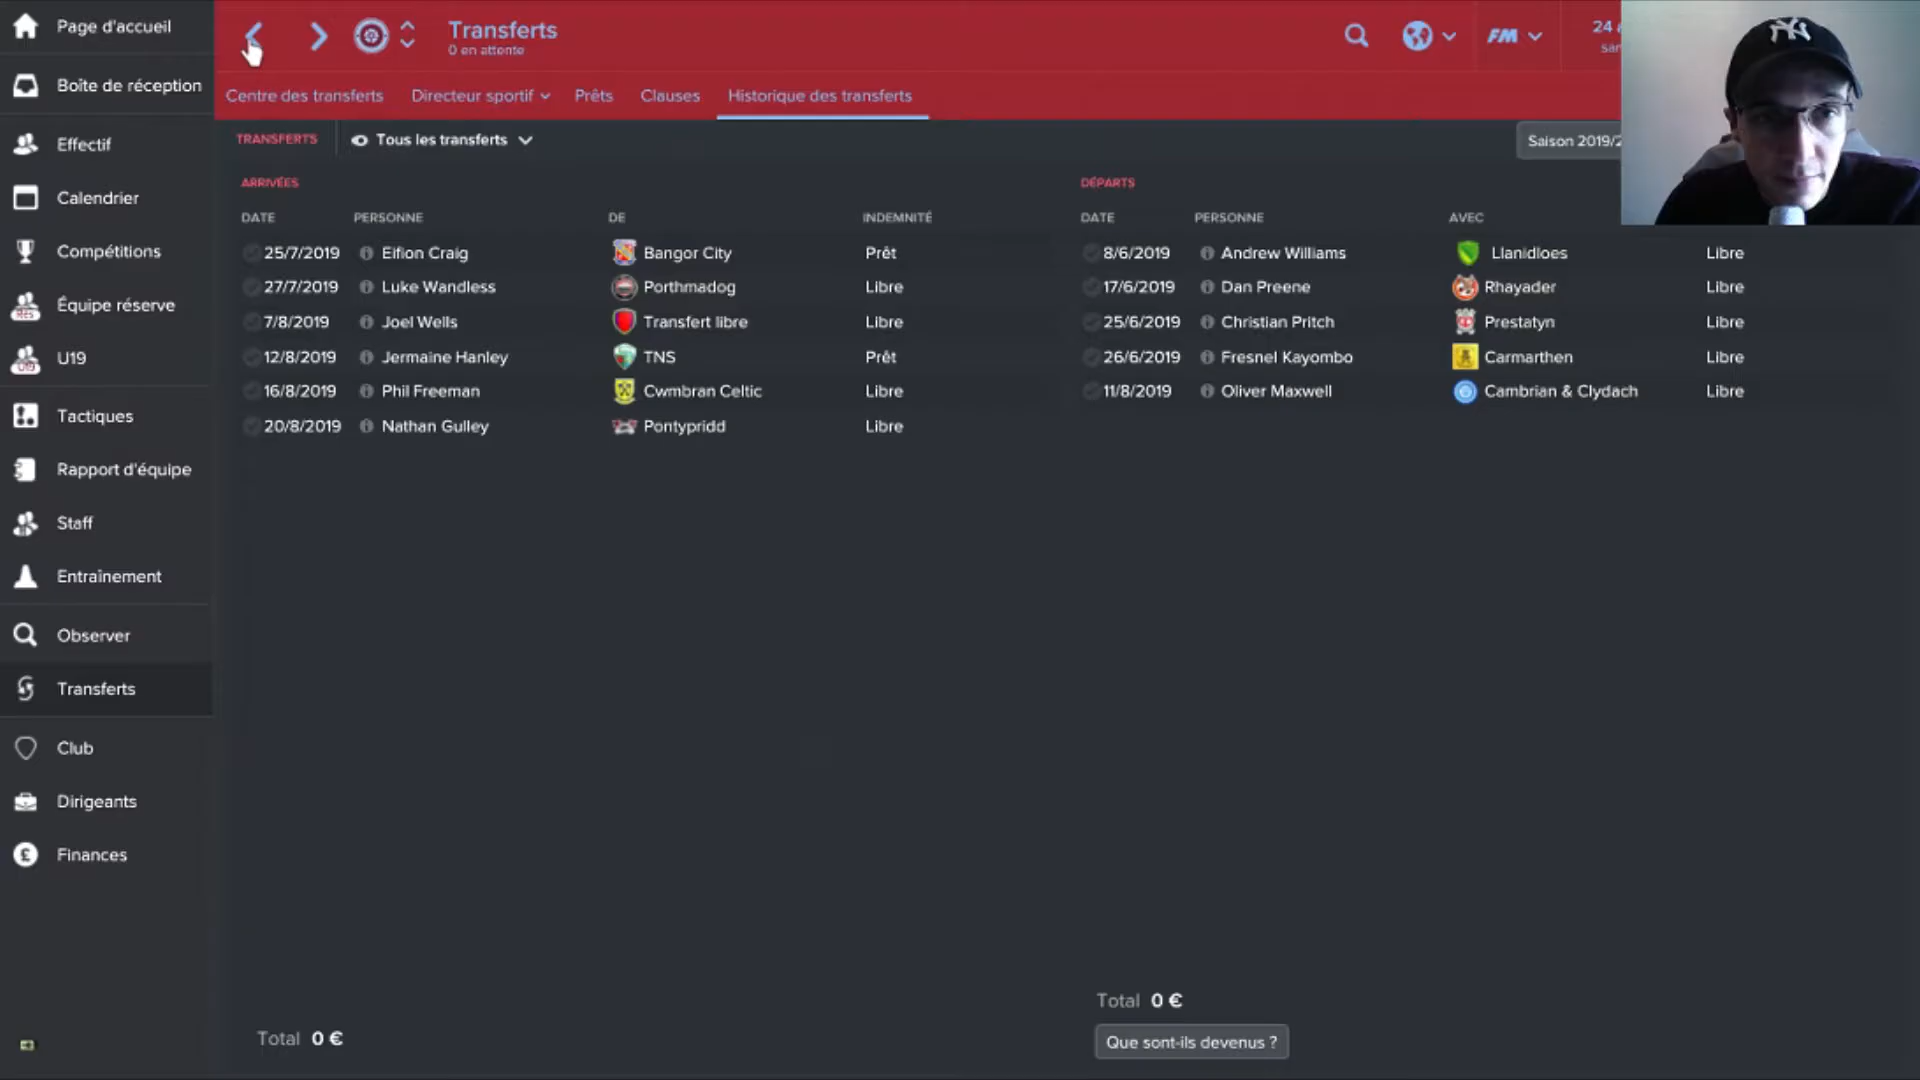 Page d'accueil
Boîte de réception
Effectif
Calendrier
Compétitions
Équipe réserve
U19
Tactiques
Rapport d'équipe
Staff
Entraînement
Observer
Transferts
Club
Dirigeants
Finances
Transferts
0 en attente
FM
24
Centre des transferts Directeur sportif Prêts Clauses Historique des transferts
TRANSFERTS Tous les transferts Saison 2019/2
ARRIVÉES
DATE PERSONNE DE INDEMNITÉ
25/7/2019 Eifion Craig Bangor City Prêt
27/7/2019 Luke Wandless Porthmadog Libre
7/8/2019 Joel Wells Transfert libre Libre
12/8/2019 Jermaine Hanley TNS Prêt
16/8/2019 Phil Freeman Cwmbran Celtic Libre
20/8/2019 Nathan Gulley Pontypridd Libre
Total 0 €
DÉPARTS
DATE PERSONNE AVEC
8/6/2019 Andrew Williams Llanidloes Libre
17/6/2019 Dan Preene Rhayader Libre
25/6/2019 Christian Pritch Prestatyn Libre
26/6/2019 Fresnel Kayombo Carmarthen Libre
11/8/2019 Oliver Maxwell Cambrian & Clydach Libre
Total 0 €
Que sont-ils devenus ?